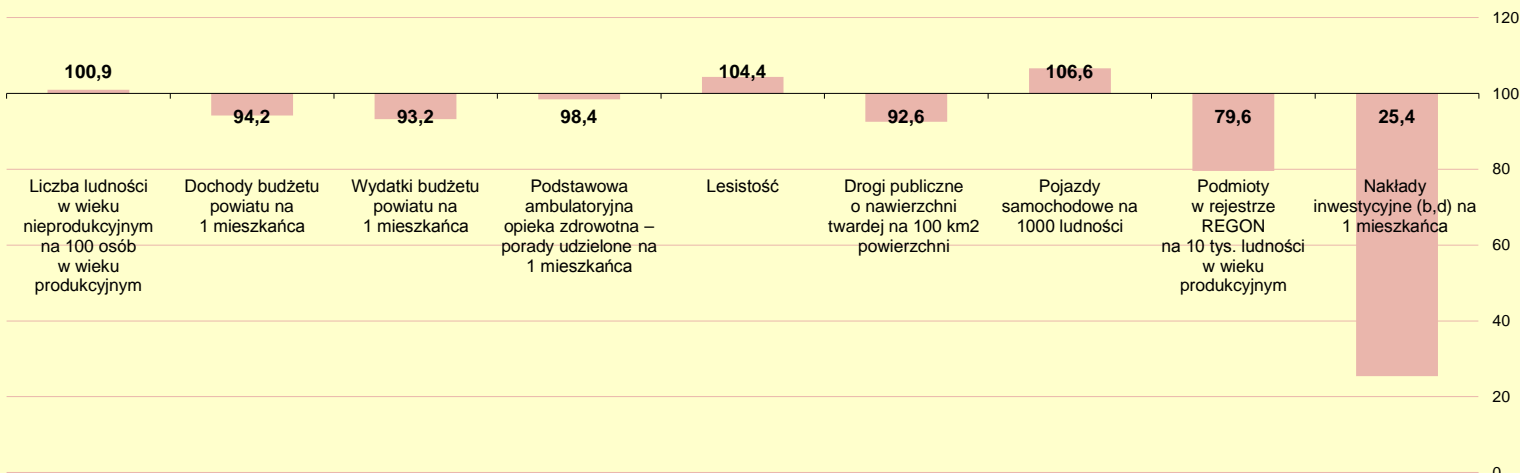 120
100,9
104,4
106,6
100
94,2
93,2
98,4
92,6
79,6
25,4
80
Liczba ludności
w wieku
nieprodukcyjnym
na 100 osób
w wieku
produkcyjnym
Dochody budżetu
powiatu na
1 mieszkańca
Wydatki budżetu
powiatu na
1 mieszkańca
Podstawowa
ambulatoryjna
opieka zdrowotna –
porady udzielone na
1 mieszkańca
Lesistość
Drogi publiczne
o nawierzchni
twardej na 100 km2
powierzchni
Pojazdy
samochodowe na
1000 ludności
Podmioty
w rejestrze
REGON
na 10 tys. ludności
w wieku
produkcyjnym
Nakłady
inwestycyjne (b,d) na
1 mieszkańca
60
40
20
0